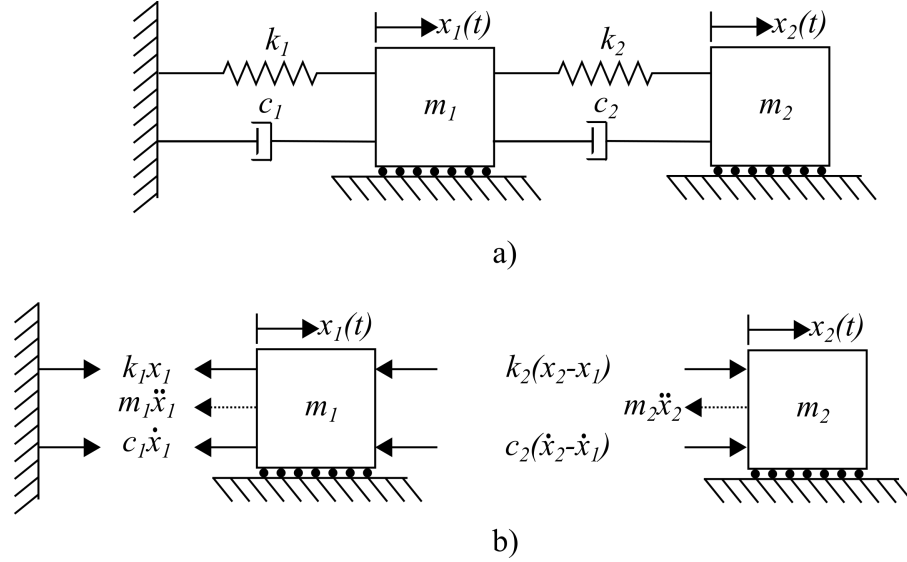 x₁(t) x₂(t)
k₁ k₂
c₁ m₁ c₂ m₂
a)
x₁(t) x₂(t)
k₁x₁ k₂(x₂-x₁)
m₁ẍ₁ m₁ m₂ẍ₂ m₂
c₁ẋ₁ c₂(ẋ₂-ẋ₁)
b)